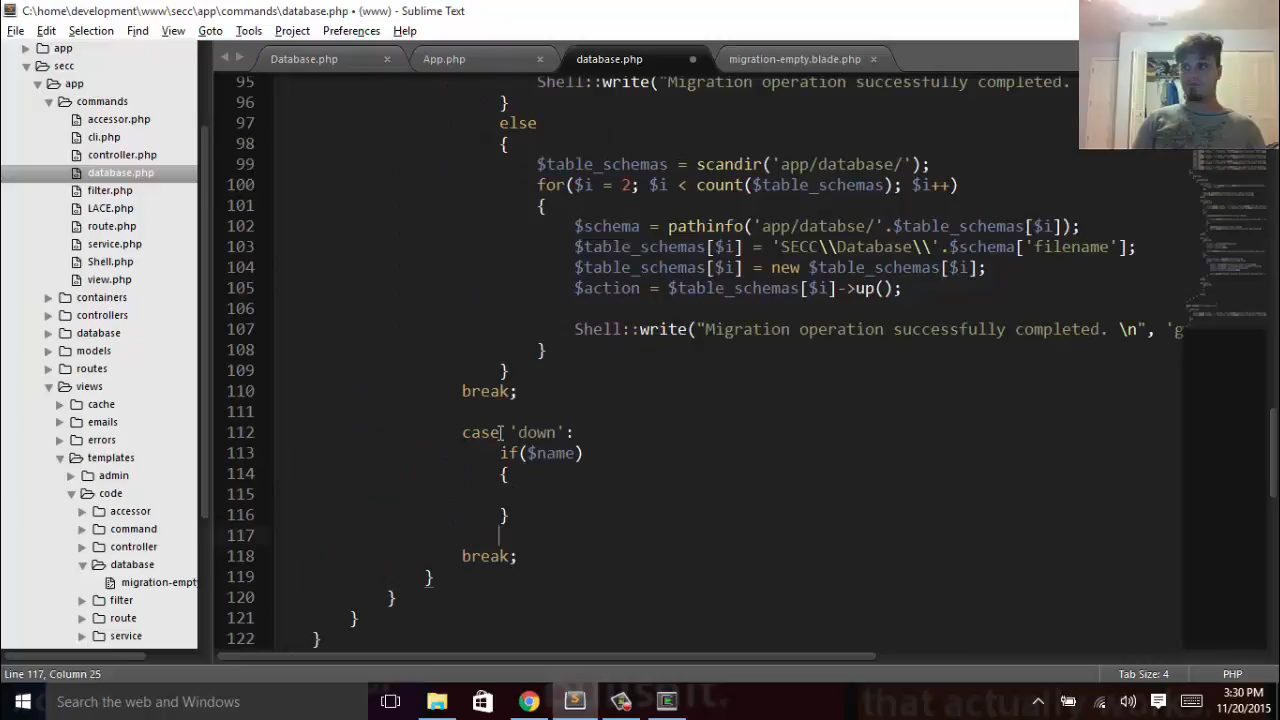 C:\home\development\www\secc\app\commands\database.php • (www) - Sublime Text
File Edit Selection Find View Goto Tools Project Preferences Help
app
secc
app
commands
accessor.php
cli.php
controller.php
database.php
filter.php
LACE.php
route.php
service.php
Shell.php
view.php
containers
controllers
database
models
routes
views
cache
emails
errors
templates
admin
code
accessor
command
controller
database
migration-empty
filter
route
service
Database.php App.php database.php migration-empty.blade.php
95 Shell::write("Migration operation successfully completed.
96 }
97 else
98 {
99 $table_schemas = scandir('app/database/');
100 for($i = 2; $i < count($table_schemas); $i++)
101 {
102 $schema = pathinfo('app/databse/'.$table_schemas[$i]);
103 $table_schemas[$i] = 'SECC\\Database\\'.$schema['filename'];
104 $table_schemas[$i] = new $table_schemas[$i];
105 $action = $table_schemas[$i]->up();
106
107 Shell::write("Migration operation successfully completed. \n", 'g
108 }
109 }
110 break;
111
112 case 'down':
113 if($name)
114 {
115
116 }
117
118 break;
119 }
120 }
121 }
122 }
Line 117, Column 25 Tab Size: 4 PHP
Search the web and Windows
3:30 PM
11/20/2015